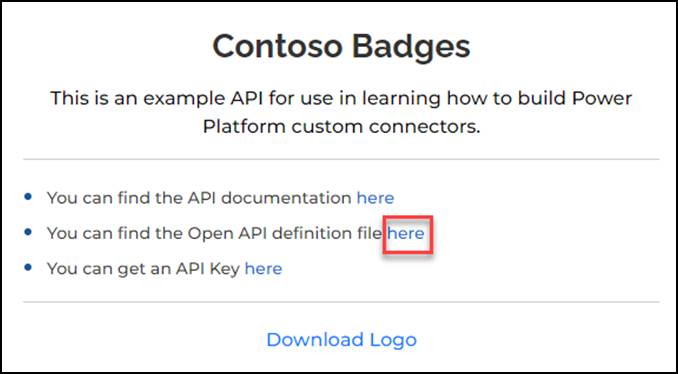 Contoso Badges
This is an example API for use in learning how to build Power
Platform custom connectors.
You can find the API documentation here
You can find the Open API definition file here
You can get an API Key here
Download Logo